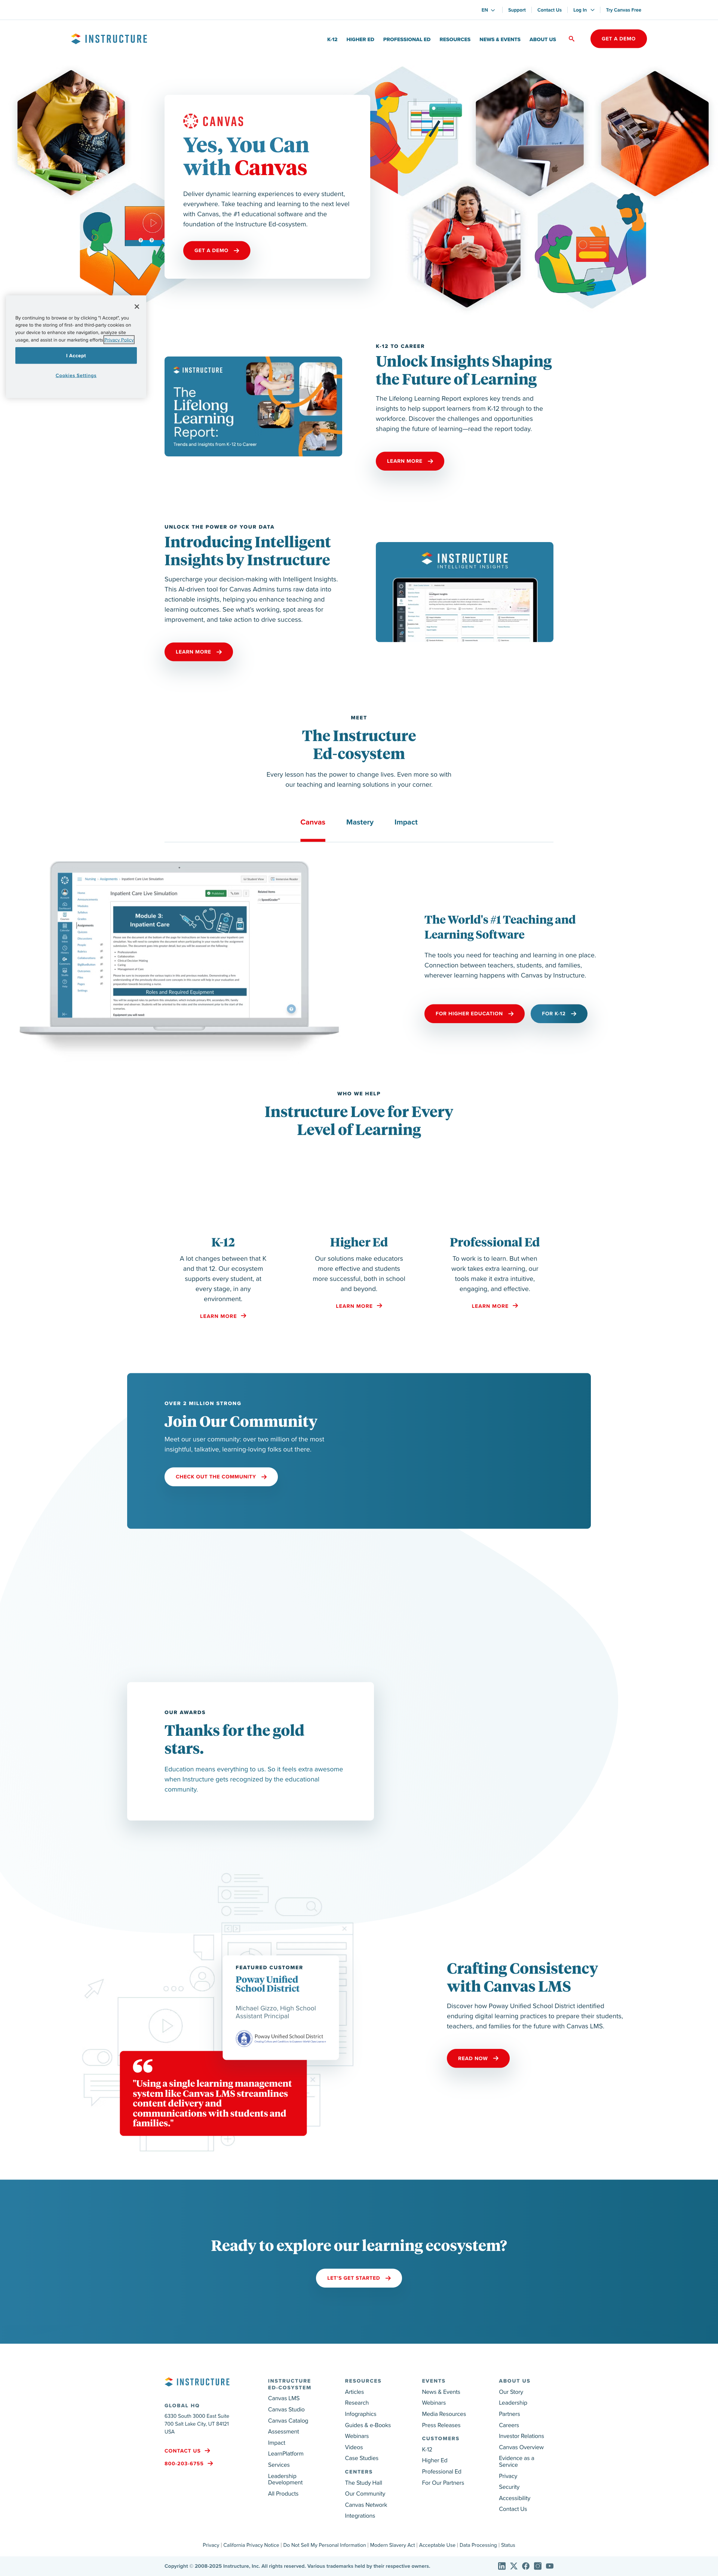 EN
Support
Contact Us
Log In
Try Canvas Free
INSTRUCTURE
K-12
HIGHER ED
PROFESSIONAL ED
RESOURCES
NEWS & EVENTS
ABOUT US
GET A DEMO
CANVAS
Yes, You Can
with Canvas
Deliver dynamic learning experiences to every student,
everywhere. Take teaching and learning to the next level
with Canvas, the #1 educational software and the
foundation of the Instructure Ed-cosystem.
GET A DEMO
By continuing to browse or by clicking "I Accept", you
agree to the storing of first- and third-party cookies on
your device to enhance site navigation, analyze site
usage, and assist in our marketing efforts. Privacy Policy
I Accept
Cookies Settings
INSTRUCTURE
The
Lifelong
Learning
Report:
Trends and Insights from K-12 to Career
K-12 TO CAREER
Unlock Insights Shaping
the Future of Learning
The Lifelong Learning Report explores key trends and
insights to help support learners from K-12 through to the
workforce. Discover the challenges and opportunities
shaping the future of learning—read the report today.
LEARN MORE
UNLOCK THE POWER OF YOUR DATA
Introducing Intelligent
Insights by Instructure
Supercharge your decision-making with Intelligent Insights.
This AI-driven tool for Canvas Admins turns raw data into
actionable insights, helping you enhance teaching and
learning outcomes. See what's working, spot areas for
improvement, and take action to drive success.
LEARN MORE
INSTRUCTURE
INTELLIGENT INSIGHTS
MEET
The Instructure
Ed-cosystem
Every lesson has the power to change lives. Even more so with
our teaching and learning solutions in your corner.
Canvas
Mastery
Impact
Inpatient Care Live Simulation
Module 3:
Inpatient Care
Roles and Required Equipment
The World's #1 Teaching and
Learning Software
The tools you need for teaching and learning in one place.
Connection between teachers, students, and families,
wherever learning happens with Canvas by Instructure.
FOR HIGHER EDUCATION
FOR K-12
WHO WE HELP
Instructure Love for Every
Level of Learning
K-12
A lot changes between that K
and that 12. Our ecosystem
supports every student, at
every stage, in any
environment.
LEARN MORE
Higher Ed
Our solutions make educators
more effective and students
more successful, both in school
and beyond.
LEARN MORE
Professional Ed
To work is to learn. But when
work takes extra learning, our
tools make it extra intuitive,
engaging, and effective.
LEARN MORE
OVER 2 MILLION STRONG
Join Our Community
Meet our user community: over two million of the most
insightful, talkative, learning-loving folks out there.
CHECK OUT THE COMMUNITY
OUR AWARDS
Thanks for the gold
stars.
Education means everything to us. So it feels extra awesome
when Instructure gets recognized by the educational
community.
FEATURED CUSTOMER
Poway Unified
School District
Michael Gizzo, High School
Assistant Principal
Poway Unified School District
"Using a single learning management
system like Canvas LMS streamlines
content delivery and
communications with students and
families."
Crafting Consistency
with Canvas LMS
Discover how Poway Unified School District identified
enduring digital learning practices to prepare their students,
teachers, and families for the future with Canvas LMS.
READ NOW
Ready to explore our learning ecosystem?
LET'S GET STARTED
INSTRUCTURE
GLOBAL HQ
6330 South 3000 East Suite
700 Salt Lake City, UT 84121
USA
CONTACT US
800-203-6755
INSTRUCTURE
ED-COSYSTEM
Canvas LMS
Canvas Studio
Canvas Catalog
Assessment
Impact
LearnPlatform
Services
Leadership
Development
All Products
RESOURCES
Articles
Research
Infographics
Guides & e-Books
Webinars
Videos
Case Studies
CENTERS
The Study Hall
Our Community
Canvas Network
Integrations
EVENTS
News & Events
Webinars
Media Resources
Press Releases
CUSTOMERS
K-12
Higher Ed
Professional Ed
For Our Partners
ABOUT US
Our Story
Leadership
Partners
Careers
Investor Relations
Canvas Overview
Evidence as a
Service
Privacy
Security
Accessibility
Contact Us
Privacy | California Privacy Notice | Do Not Sell My Personal Information | Modern Slavery Act | Acceptable Use | Data Processing | Status
Copyright © 2008-2025 Instructure, Inc. All rights reserved. Various trademarks held by their respective owners.